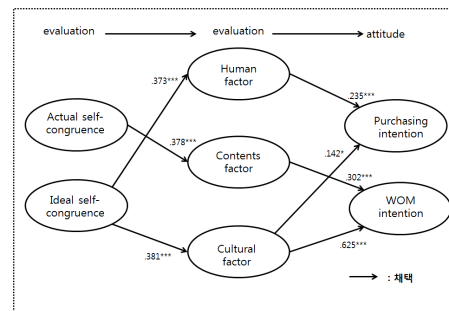 evaluation
evaluation
attitude
Human
factor
.373***
.235***
Actual self-
congruence
Purchasing
intention
.378***
Contents
factor
.142*
.302***
Ideal self-
congruence
WOM
intention
.381***
Cultural
factor
.625***
: 채택